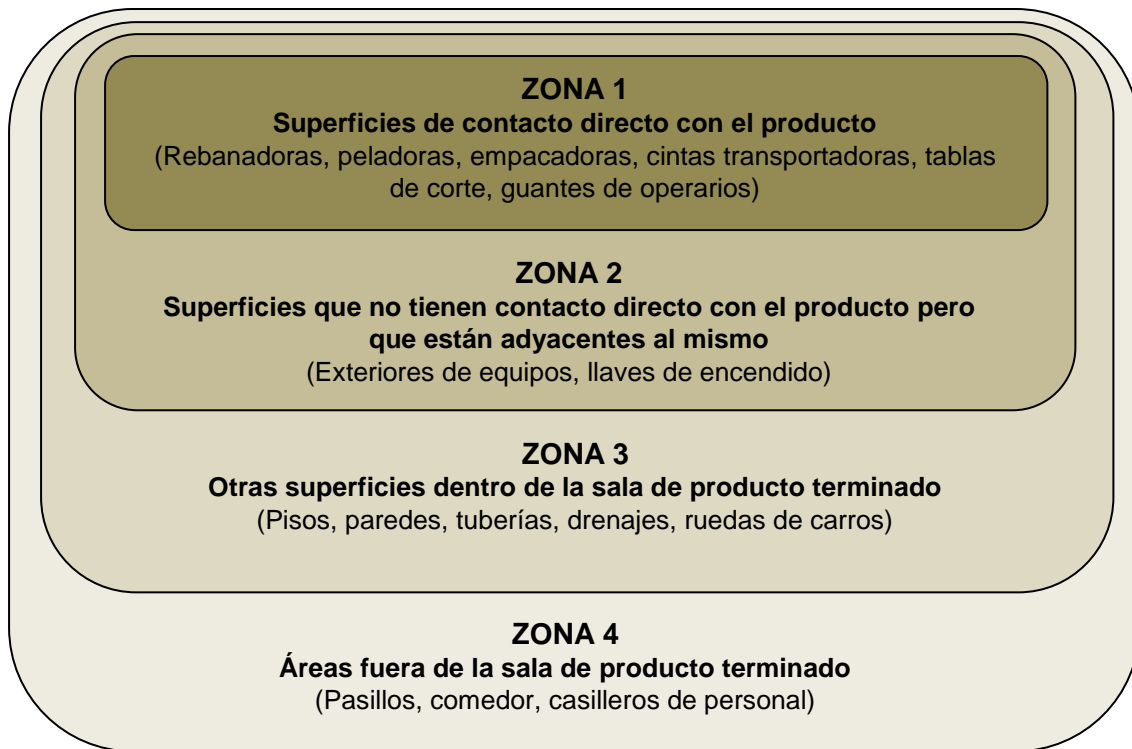 ZONA 1
Superficies de contacto directo con el producto
(Rebanadoras, peladoras, empacadoras, cintas transportadoras, tablas
de corte, guantes de operarios)
ZONA 2
Superficies que no tienen contacto directo con el producto pero
que están adyacentes al mismo
(Exteriores de equipos, llaves de encendido)
ZONA 3
Otras superficies dentro de la sala de producto terminado
(Pisos, paredes, tuberías, drenajes, ruedas de carros)
ZONA 4
Áreas fuera de la sala de producto terminado
(Pasillos, comedor, casilleros de personal)